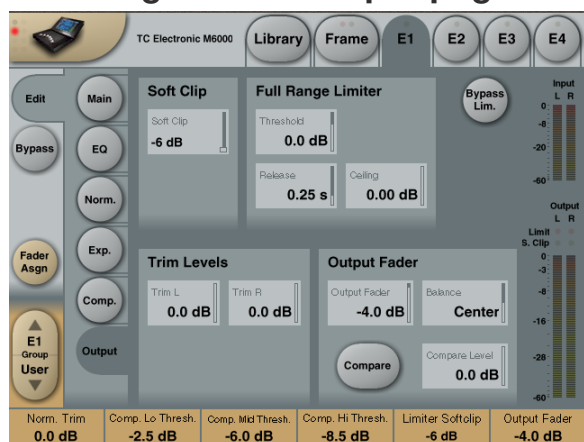 TC Electronic M6000
Library
Frame
E1
E2
E3
E4
Edit
Bypass
Fader
Asgn
E1
Group
User
Main
EQ
Norm.
Exp.
Comp.
Output
Soft Clip
Soft Clip
-6 dB
Full Range Limiter
Threshold
0.0 dB
Release
0.25 s
Ceiling
0.00 dB
Bypass
Lim.
Trim Levels
Trim L
0.0 dB
Trim R
0.0 dB
Output Fader
Output Fader
-4.0 dB
Balance
Center
Compare
Compare Level
0.0 dB
Input
L R
0
-8
-20
-60
Output
L R
Limit
S. Clip
0
-3
-8
-16
-28
-60
Norm. Trim
0.0 dB
Comp. Lo Thresh.
-2.5 dB
Comp. Mid Thresh.
-6.0 dB
Comp. Hi Thresh.
-8.5 dB
Limiter Softclip
-6 dB
Output Fader
-4.0 dB